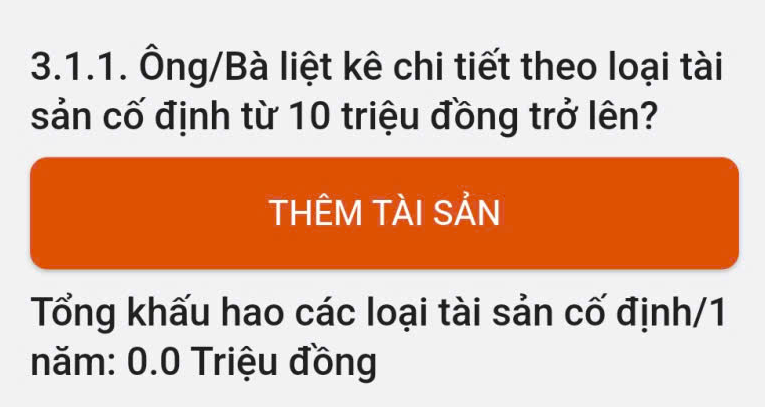 3.1.1. Ông/Bà liệt kê chi tiết theo loại tài
sản cố định từ 10 triệu đồng trở lên?
THÊM TÀI SẢN
Tổng khấu hao các loại tài sản cố định/1
năm: 0.0 Triệu đồng